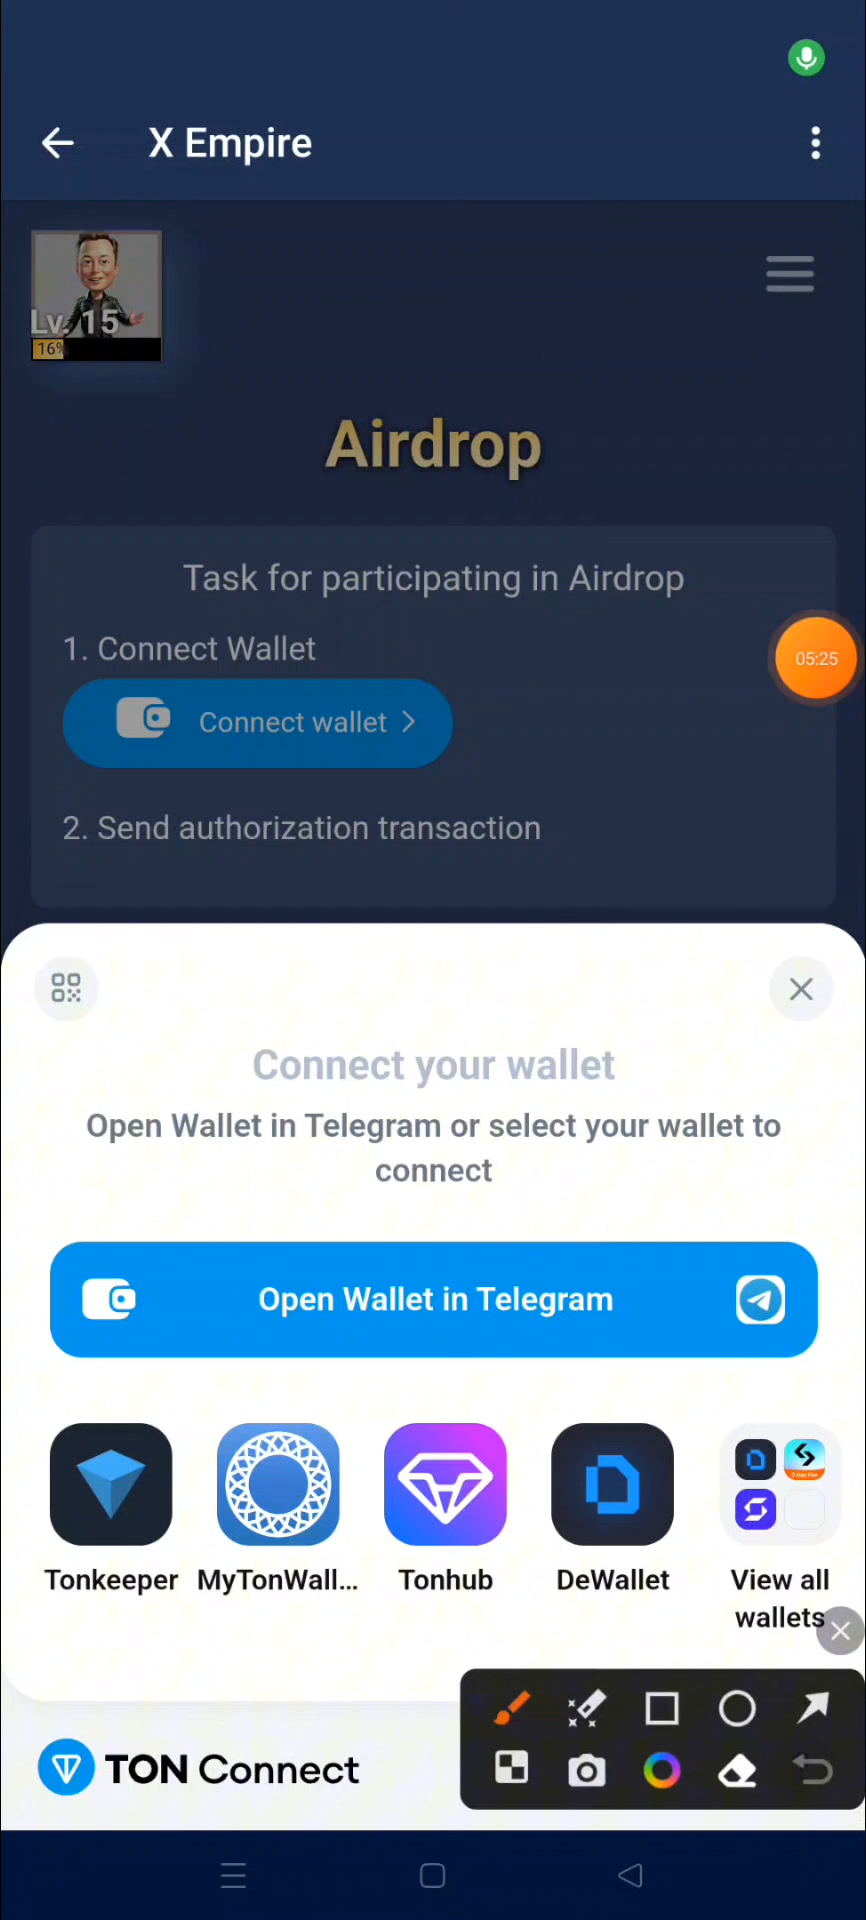 X Empire
Lv. 15
16%
Airdrop
Task for participating in Airdrop
1. Connect Wallet
05:25
Connect wallet
2. Send authorization transaction
Connect your wallet
Open Wallet in Telegram or select your wallet to
connect
Open Wallet in Telegram
Tonkeeper
MyTonWall...
Tonhub
DeWallet
View all
wallets
TON Connect